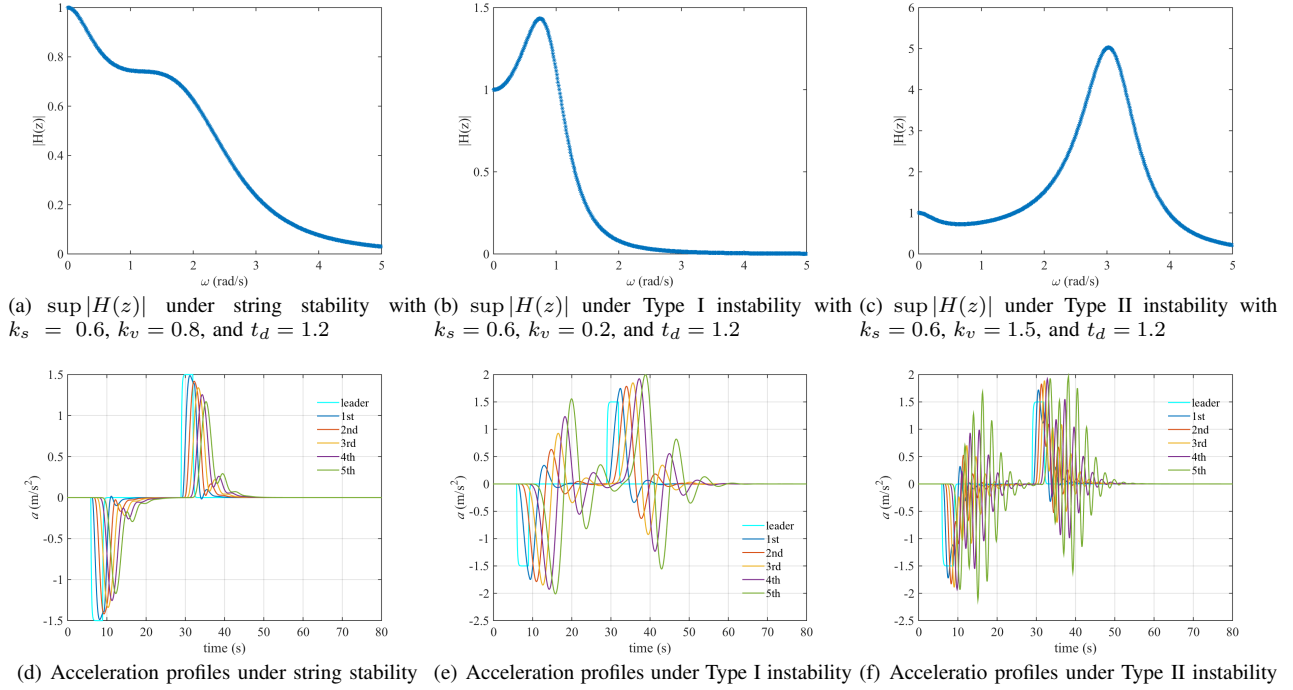 1
0.8
0.6
0.4
0.2
0
|H(z)|
0 1 2 3 4 5
ω (rad/s)
1.5
1
0.5
0
|H(z)|
0 1 2 3 4 5
ω (rad/s)
6
5
4
3
2
1
0
|H(z)|
0 1 2 3 4 5
ω (rad/s)
(a) sup |H(z)| under string stability with
k_s = 0.6, k_v = 0.8, and t_d = 1.2
(b) sup |H(z)| under Type I instability with
k_s = 0.6, k_v = 0.2, and t_d = 1.2
(c) sup |H(z)| under Type II instability with
k_s = 0.6, k_v = 1.5, and t_d = 1.2
1.5
1
0.5
0
-0.5
-1
-1.5
a (m/s²)
leader
1st
2nd
3rd
4th
5th
0 10 20 30 40 50 60 70 80
time (s)
2
1.5
1
0.5
0
-0.5
-1
-1.5
-2
-2.5
a (m/s²)
leader
1st
2nd
3rd
4th
5th
0 10 20 30 40 50 60 70 80
time (s)
2
1.5
1
0.5
0
-0.5
-1
-1.5
-2
-2.5
a (m/s²)
leader
1st
2nd
3rd
4th
5th
0 10 20 30 40 50 60 70 80
time (s)
(d) Acceleration profiles under string stability
(e) Acceleration profiles under Type I instability
(f) Acceleratio profiles under Type II instability